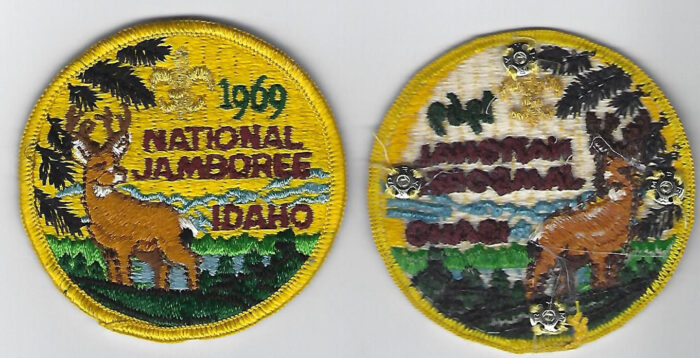 1969
NATIONAL
JAMBOREE
IDAHO